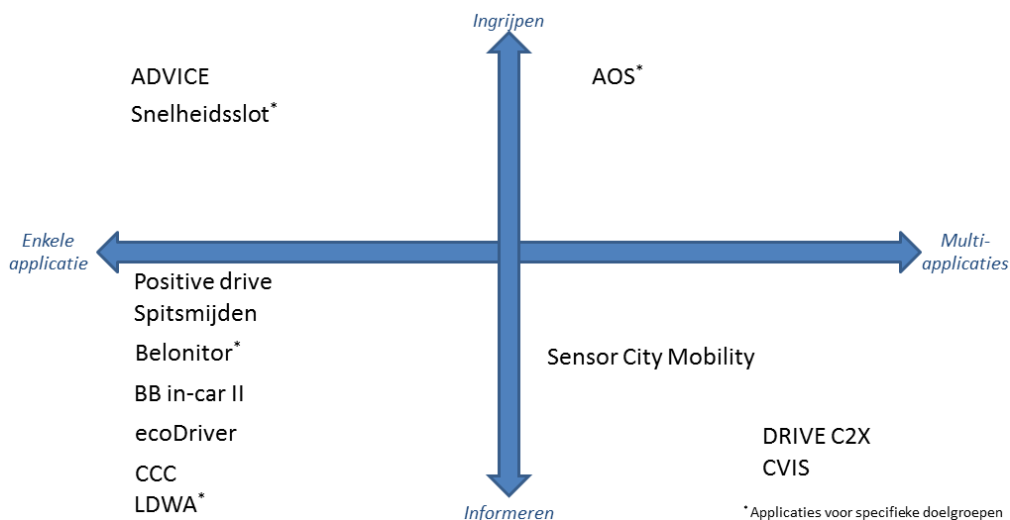 Ingrijpen
ADVICE
AOS*
Snelheidsslot*
Enkele
applicatie
Multi-
applicaties
Positive drive
Spitsmijden
Belonitor*
Sensor City Mobility
BB in-car II
ecoDriver
DRIVE C2X
CCC
CVIS
LDWA*
Informeren
*Applicaties voor specifieke doelgroepen